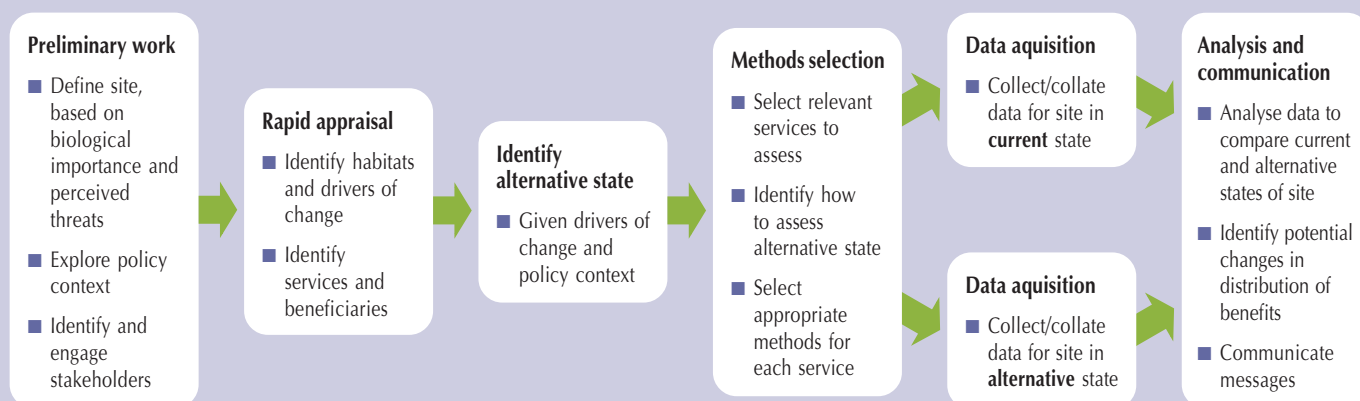 Preliminary work
■ Define site,
based on
biological
importance and
perceived
threats
■ Explore policy
context
■ Identify and
engage
stakeholders
Rapid appraisal
■ Identify habitats
and drivers of
change
■ Identify
services and
beneficiaries
Identify
alternative state
■ Given drivers of
change and
policy context
Methods selection
■ Select relevant
services to
assess
■ Identify how
to assess
alternative state
■ Select
appropriate
methods for
each service
Data aquisition
■ Collect/collate
data for site in
current state
Data aquisition
■ Collect/collate
data for site in
alternative state
Analysis and
communication
■ Analyse data to
compare current
and alternative
states of site
■ Identify potential
changes in
distribution of
benefits
■ Communicate
messages